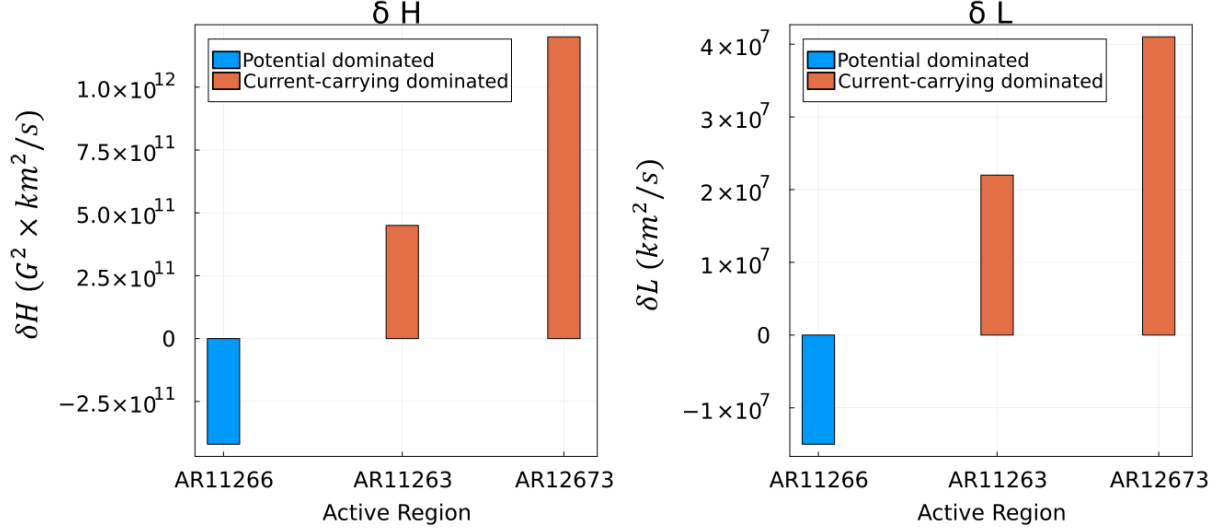 δ H
Potential dominated
Current-carrying dominated
1.0×10¹²
7.5×10¹¹
5.0×10¹¹
2.5×10¹¹
0
−2.5×10¹¹
δH (G² × km²/s)
AR11266 AR11263 AR12673
Active Region
δ L
Potential dominated
Current-carrying dominated
4×10⁷
3×10⁷
2×10⁷
1×10⁷
0
−1×10⁷
δL (km²/s)
AR11266 AR11263 AR12673
Active Region